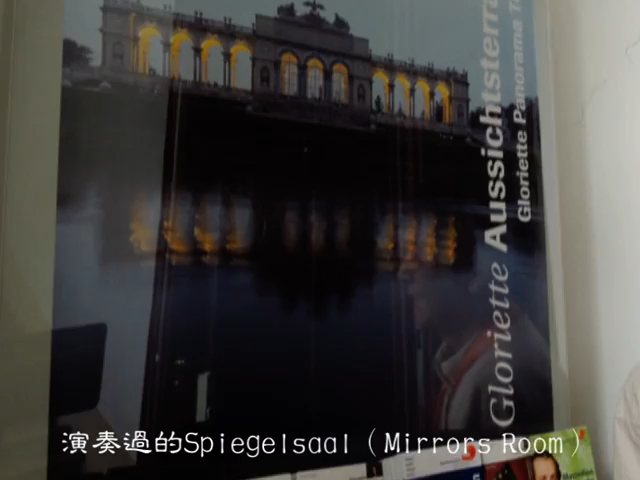 Gloriette Aussichtsterra
Gloriette Panorama Te
演奏過的Spiegelsaal（Mirrors Room）